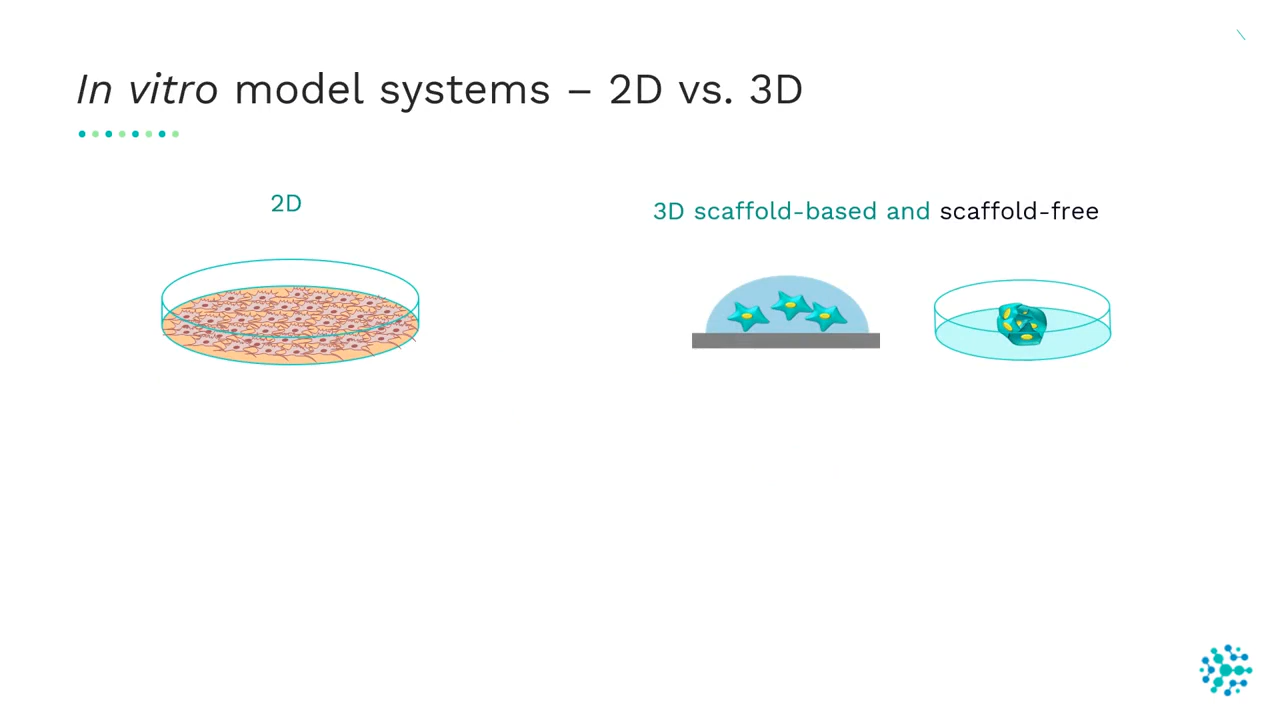 In vitro model systems – 2D vs. 3D
2D
3D scaffold-based and scaffold-free